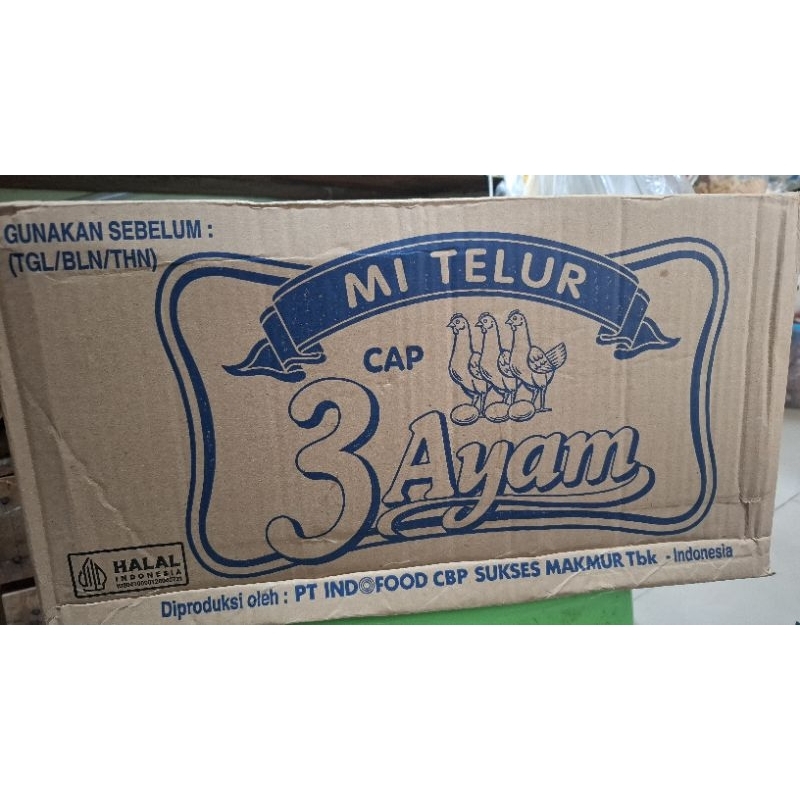 GUNAKAN SEBELUM :
(TGL/BLN/THN)
MI TELUR
CAP
3 Ayam
HALAL
INDONESIA
Diproduksi oleh : PT INDOFOOD CBP SUKSES MAKMUR Tbk - Indonesia